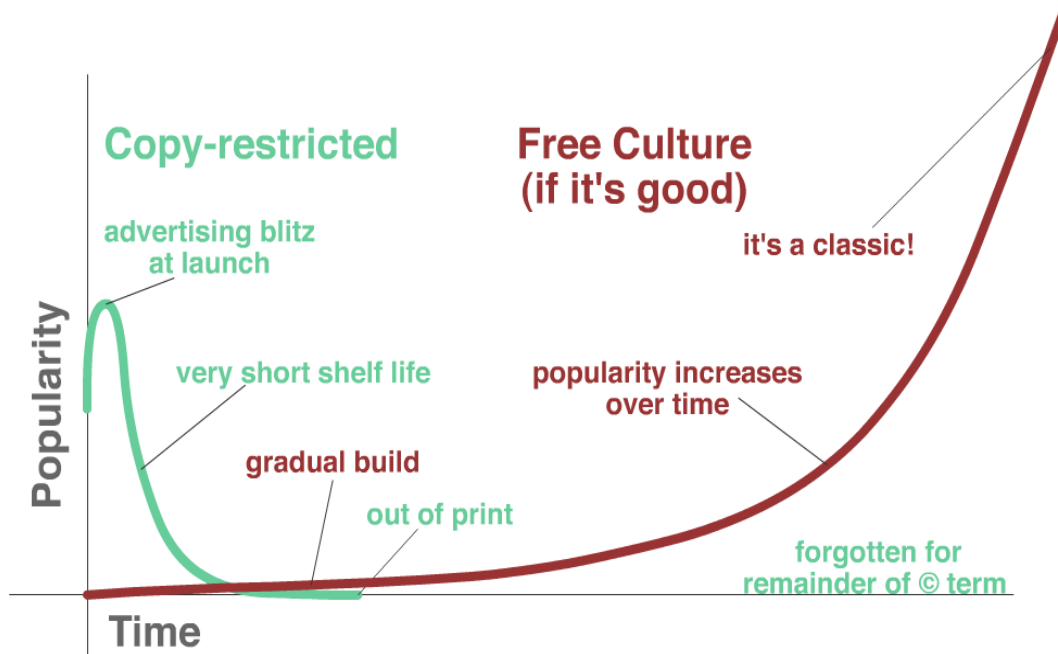 Copy-restricted
Free Culture
(if it's good)
advertising blitz
at launch
it's a classic!
Popularity
very short shelf life
popularity increases
over time
gradual build
out of print
forgotten for
remainder of © term
Time